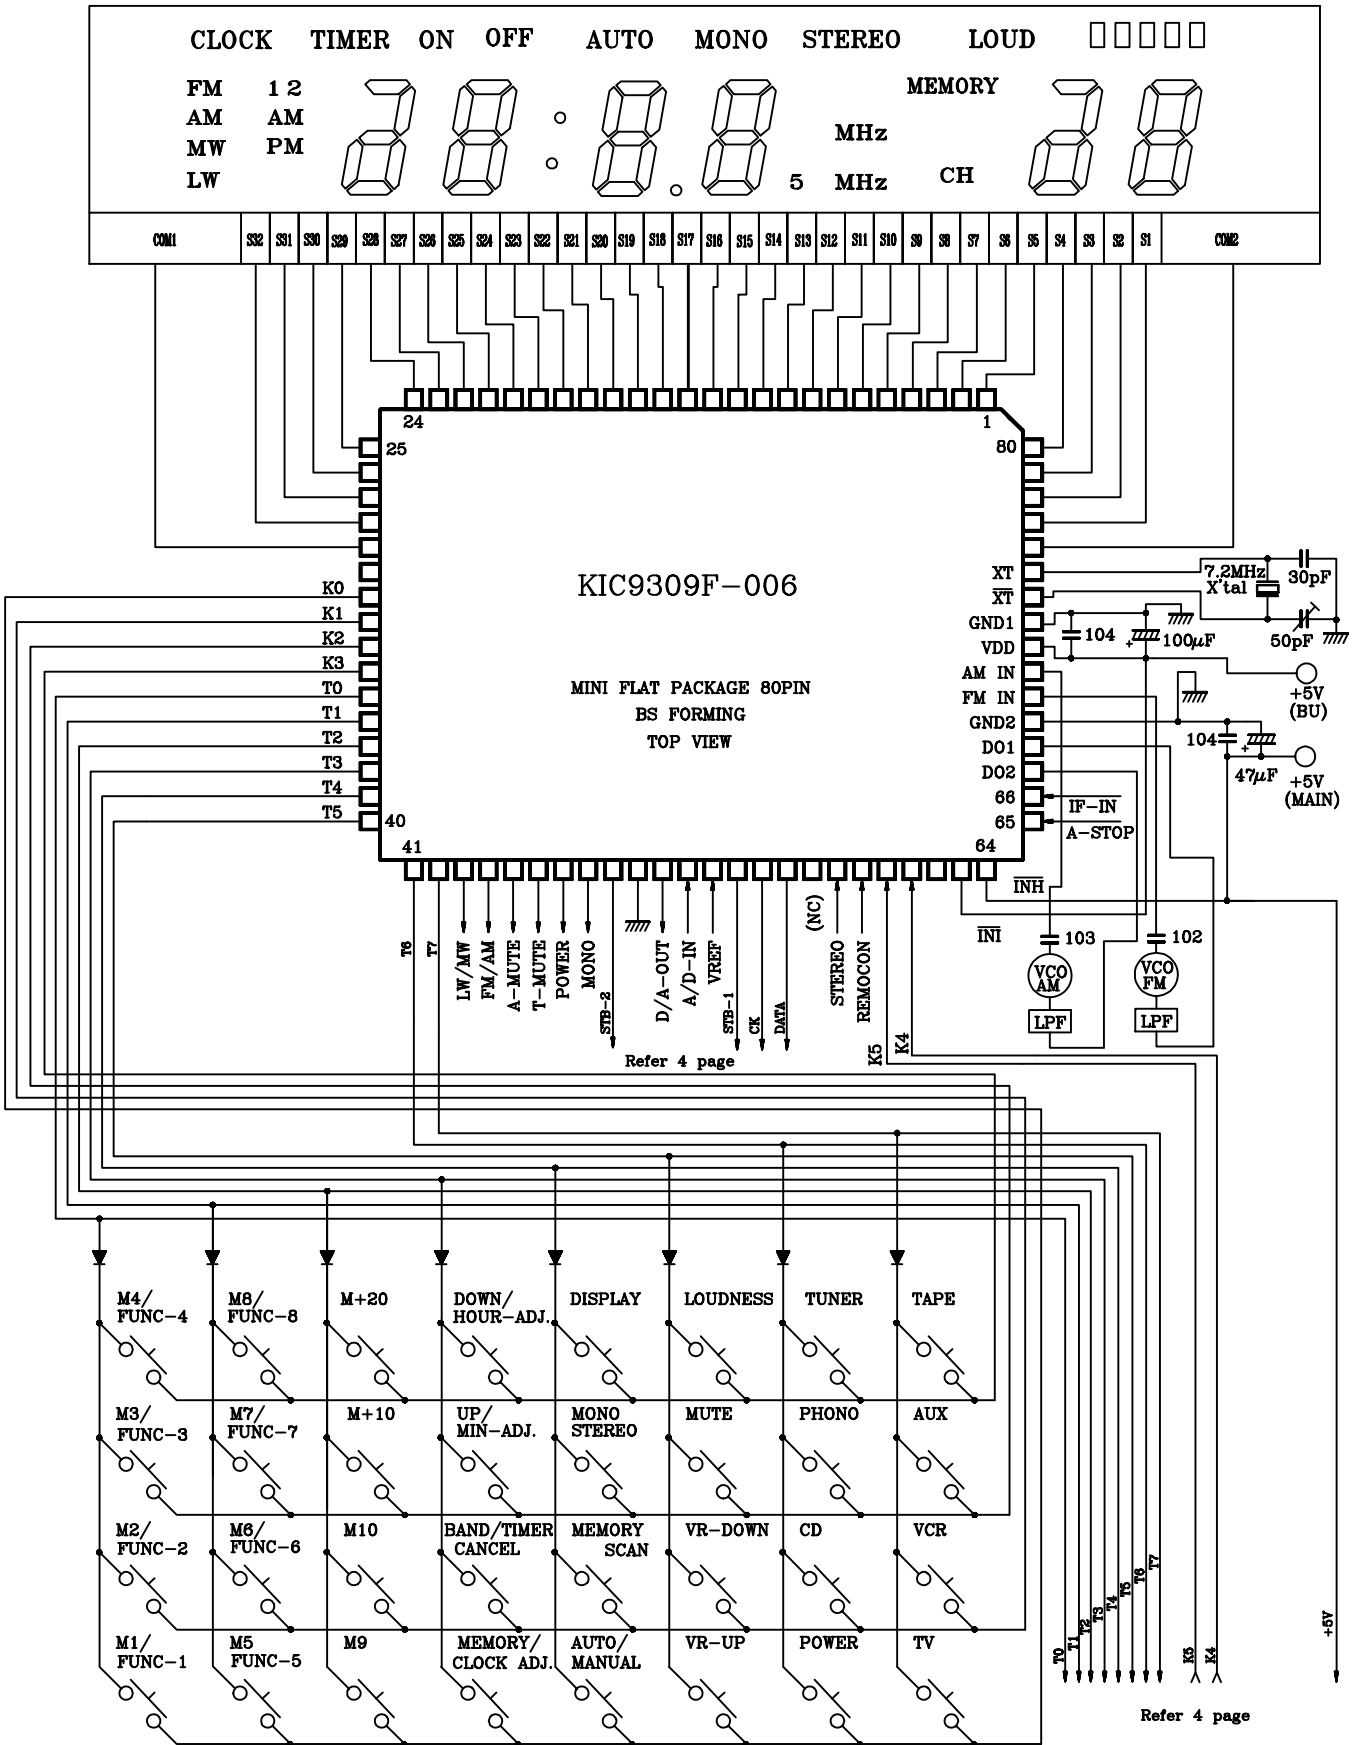 CLOCK TIMER ON OFF AUTO MONO STEREO LOUD
FM 12 MEMORY
AM AM
MHz
MW PM
LW 5 MHz CH
COM1 S32 S31 S30 S29 S28 S27 S26 S25 S24 S23 S22 S21 S20 S19 S18 S17 S16 S15 S14 S13 S12 S11 S10 S9 S8 S7 S6 S5 S4 S3 S2 S1 COM2
24 1
25 80
KIC9309F-006
MINI FLAT PACKAGE 80PIN
BS FORMING
TOP VIEW
K0
K1
K2
K3
T0
T1
T2
T3
T4
T5
40
41
XT
XT
GND1
VDD
AM IN
FM IN
GND2
DO1
DO2
66
65
64
7.2MHz
X'tal
30pF
50pF
104
100μF
+5V
(BU)
104
47μF
+5V
(MAIN)
IF-IN
A-STOP
INH
INI
103
102
VCO
AM
VCO
FM
LPF
LPF
T6
T7
LW/MW
FM/AM
A-MUTE
T-MUTE
POWER
MONO
STB-2
D/A-OUT
A/D-IN
VREF
STB-1
CK
DATA
(NC)
STEREO
REMOCON
K5
K4
Refer 4 page
M4/
FUNC-4
M8/
FUNC-8
M+20
DOWN/
HOUR-ADJ.
DISPLAY
LOUDNESS
TUNER
TAPE
M3/
FUNC-3
M7/
FUNC-7
M+10
UP/
MIN-ADJ.
MONO
STEREO
MUTE
PHONO
AUX
M2/
FUNC-2
M6/
FUNC-6
M10
BAND/TIMER
CANCEL
MEMORY
SCAN
VR-DOWN
CD
VCR
M1/
FUNC-1
M5
FUNC-5
M9
MEMORY/
CLOCK ADJ.
AUTO/
MANUAL
VR-UP
POWER
TV
T0
T1
T2
T3
T4
T5
T6
T7
K5
K4
+5V
Refer 4 page